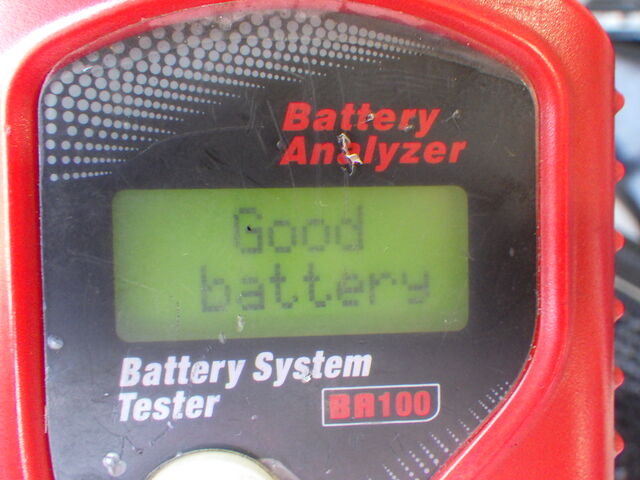 Battery
Analyzer
Good
battery
Battery System
Tester
BA100